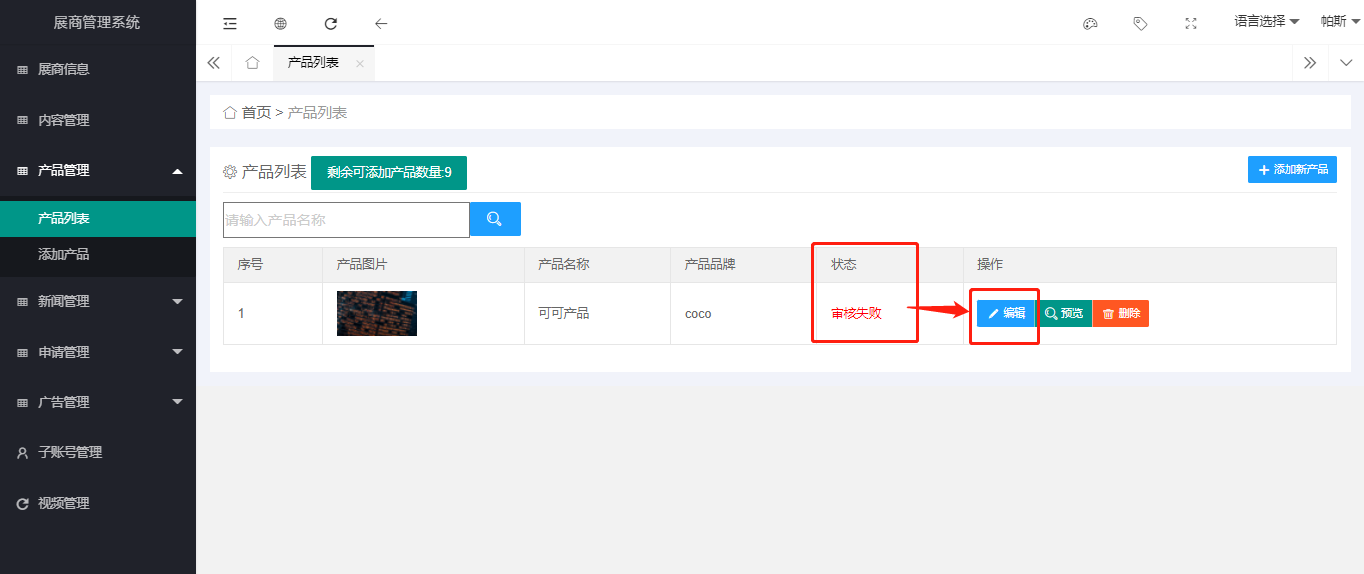 展商管理系统
语言选择
帕斯
展商信息
内容管理
产品管理
产品列表
添加产品
新闻管理
申请管理
广告管理
子账号管理
视频管理
产品列表
首页 > 产品列表
产品列表 剩余可添加产品数量:9
添加新产品
请输入产品名称
序号 产品图片 产品名称 产品品牌 状态 操作
1 可可产品 coco 审核失败 编辑 预览 删除